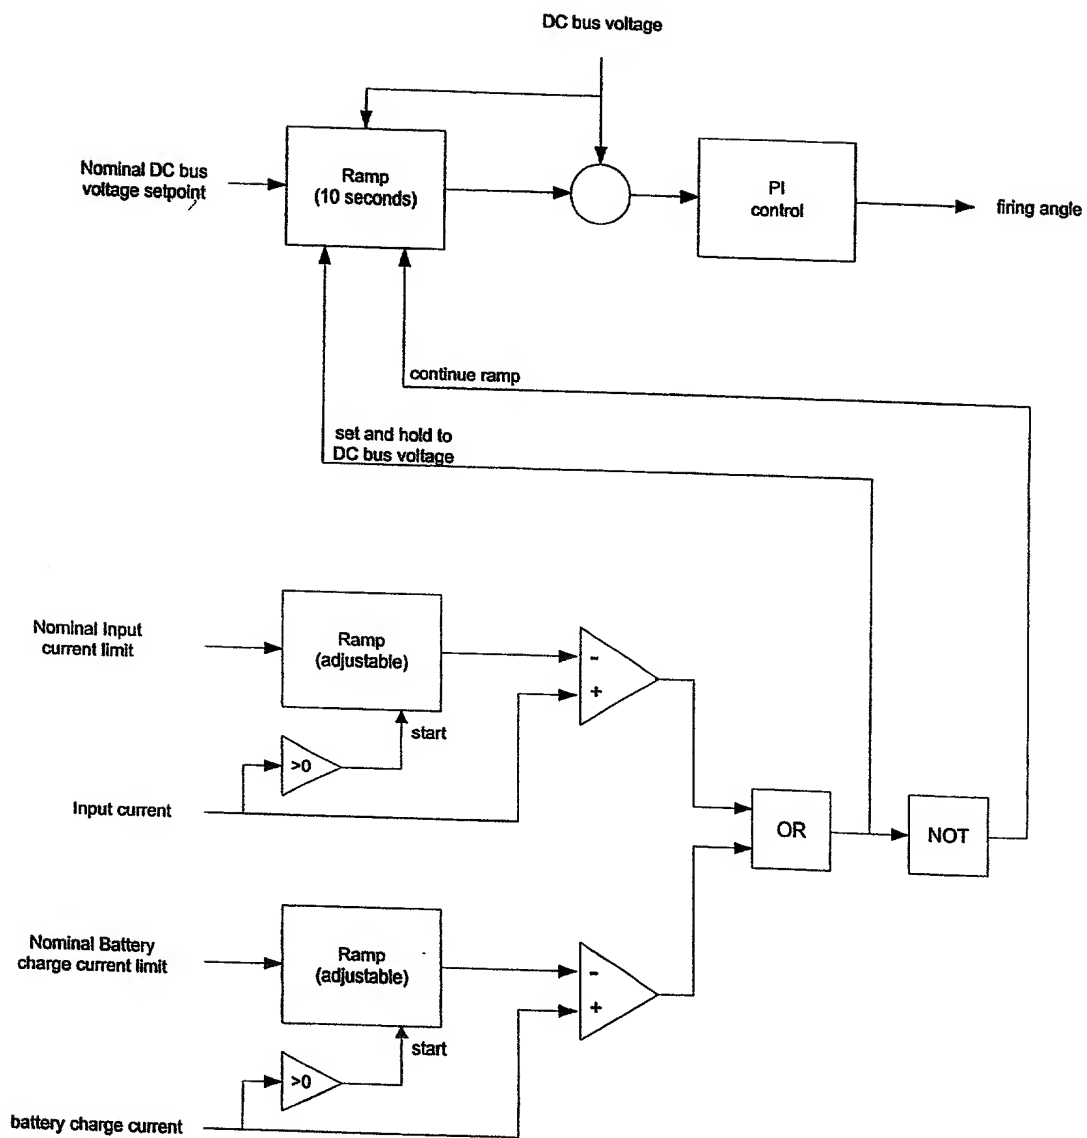 DC bus voltage
Nominal DC bus
voltage setpoint
Ramp
(10 seconds)
PI
control
firing angle
continue ramp
set and hold to
DC bus voltage
Nominal Input
current limit
Ramp
(adjustable)
-
+
start
>0
Input current
OR
NOT
Nominal Battery
charge current limit
Ramp
(adjustable)
-
+
start
>0
battery charge current